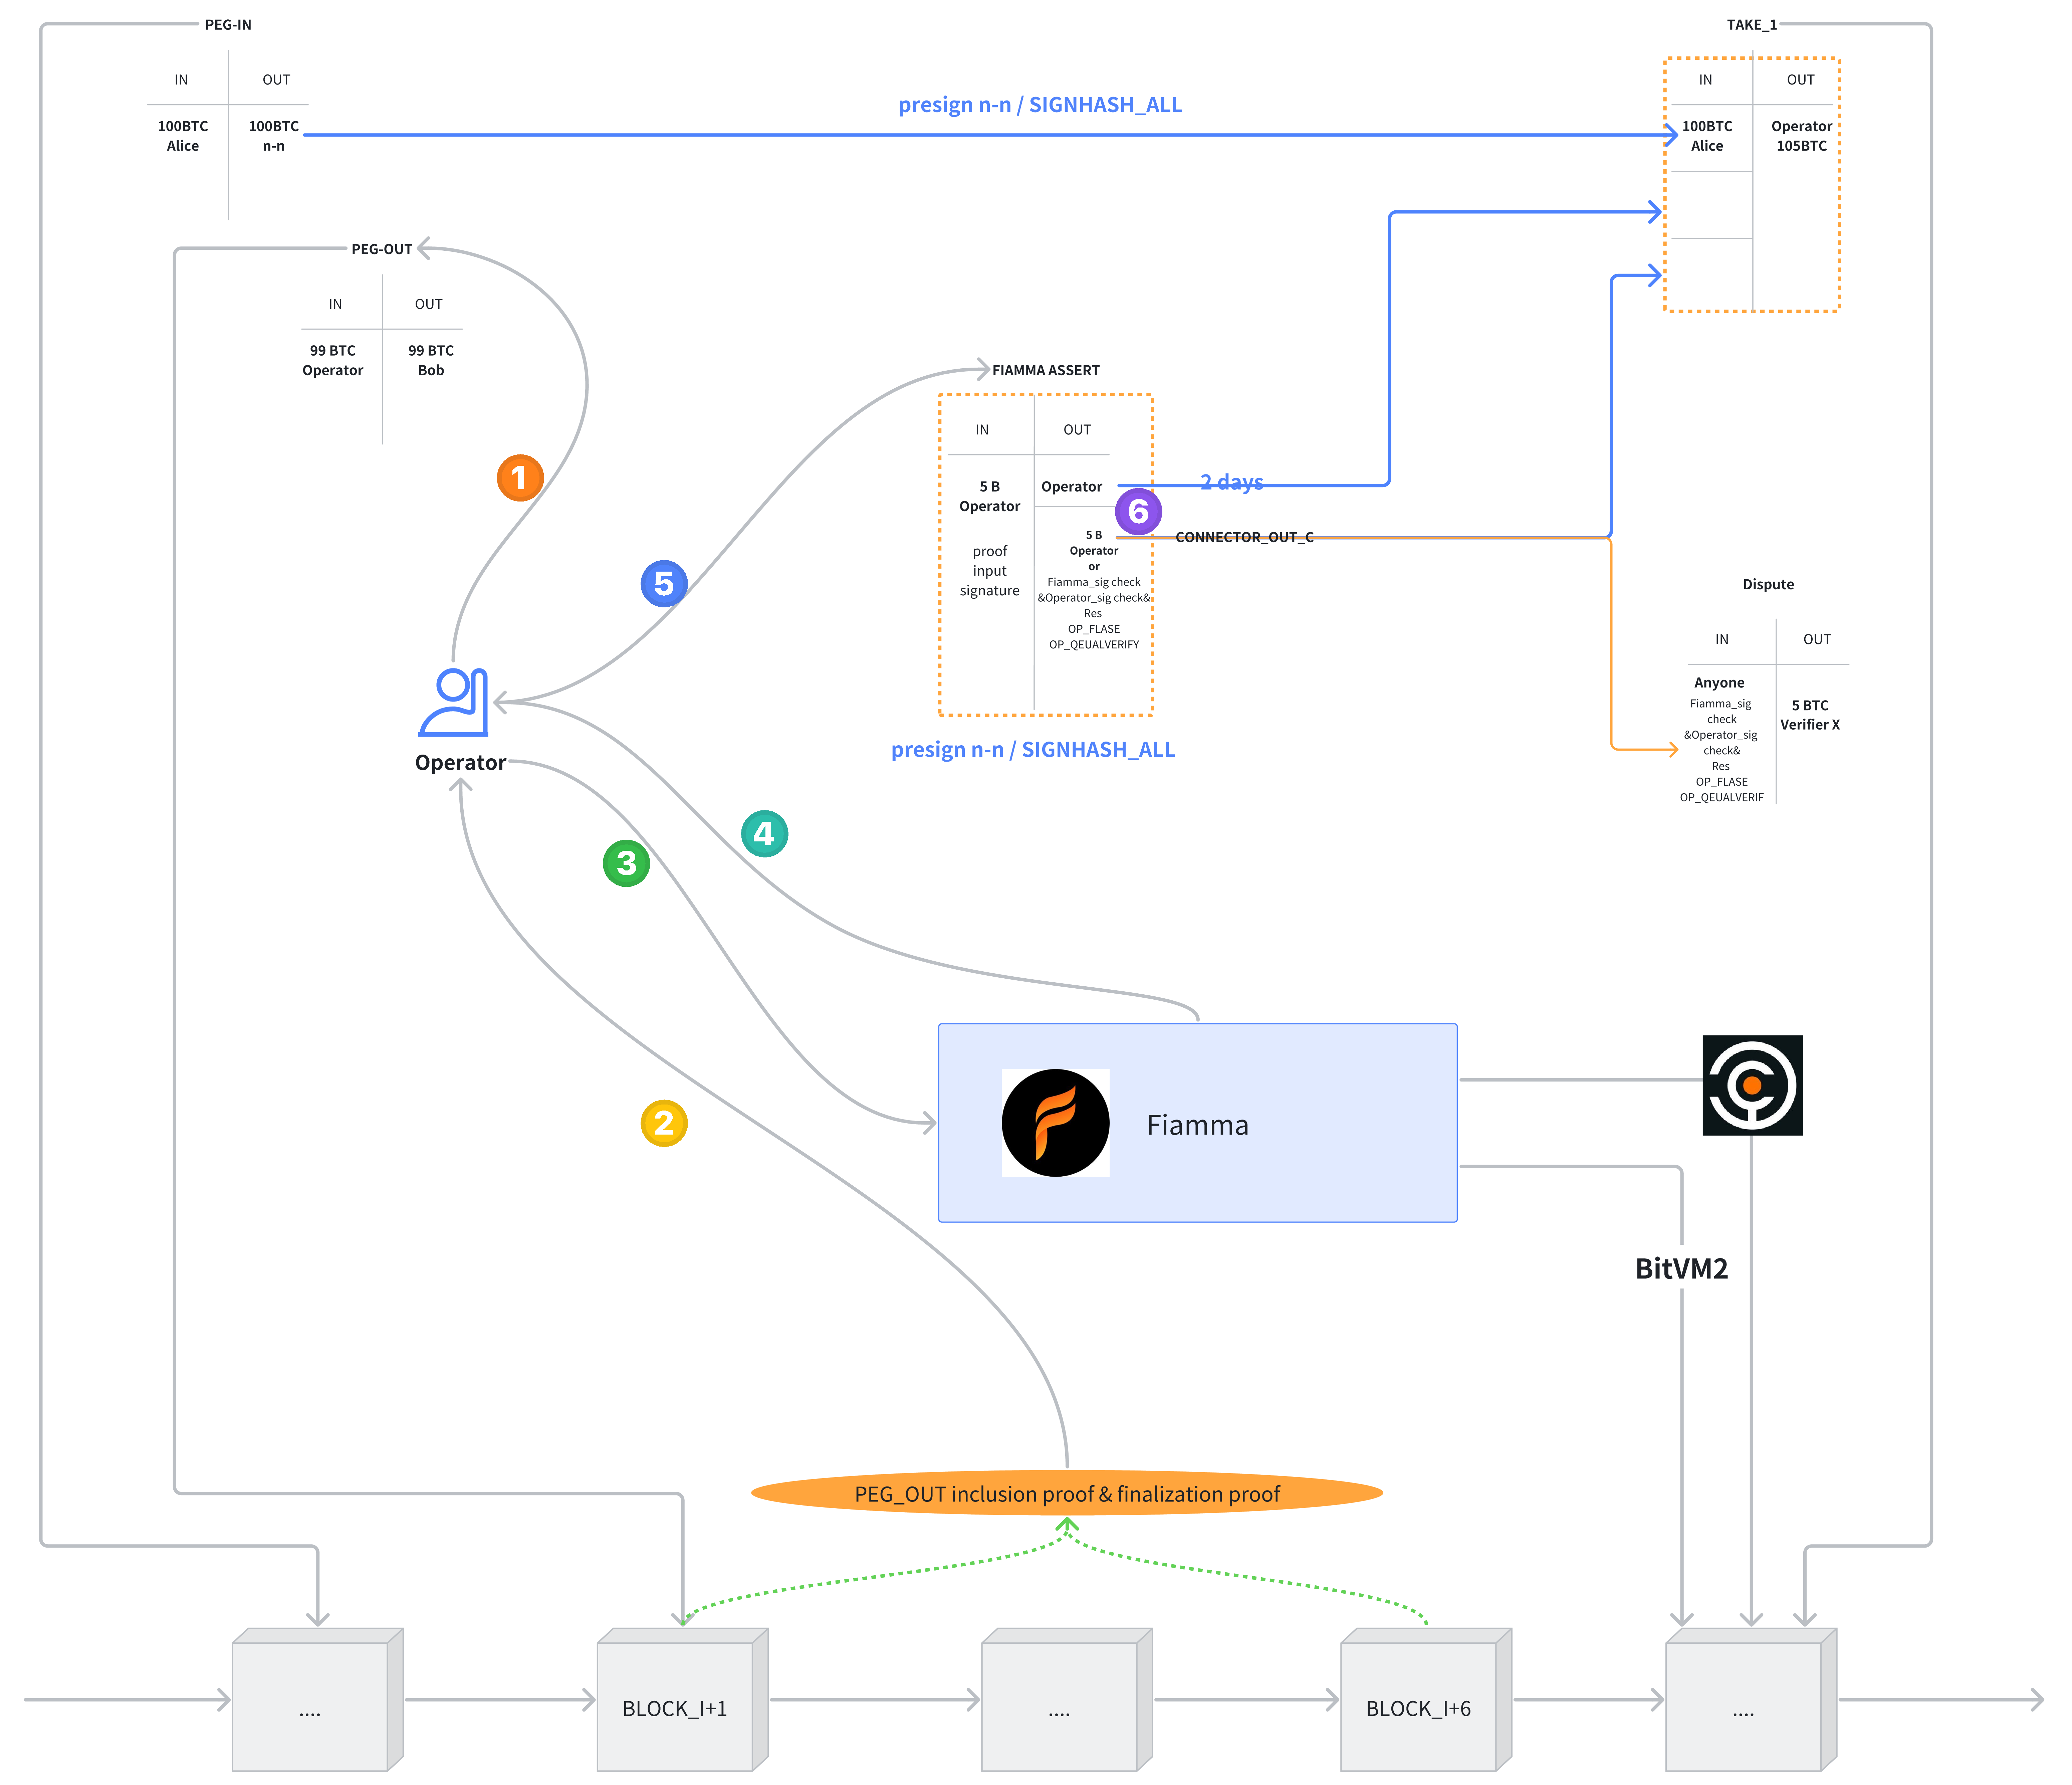 PEG-IN
IN
OUT
100BTC
Alice
100BTC
n-n
presign n-n / SIGNHASH_ALL
TAKE_1
IN
OUT
100BTC
Alice
Operator
105BTC
PEG-OUT
IN
OUT
99 BTC
Operator
99 BTC
Bob
1
FIAMMA ASSERT
IN
OUT
5 B
Operator
proof
input
signature
Operator
5 B
Operator
or
Fiamma_sig check
&Operator_sig check&
Res
OP_FLASE
OP_QEUALVERIFY
presign n-n / SIGNHASH_ALL
2 days
6
CONNECTOR_OUT_C
5
Dispute
IN
OUT
Anyone
Fiamma_sig
check
&Operator_sig
check&
Res
OP_FLASE
OP_QEUALVERIF
5 BTC
Verifier X
Operator
4
3
2
Fiamma
BitVM2
PEG_OUT inclusion proof & finalization proof
....
BLOCK_I+1
....
BLOCK_I+6
....